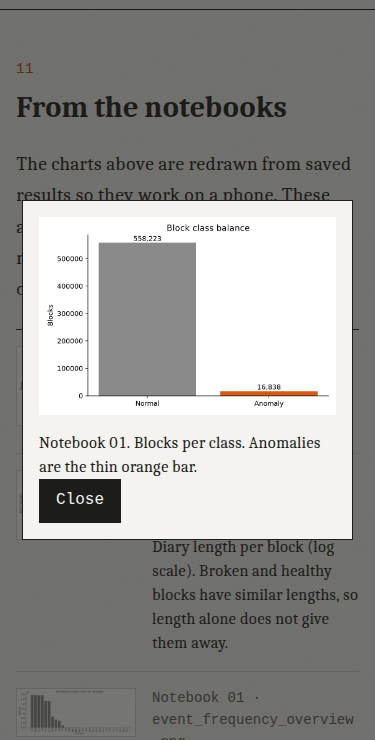 11
From the notebooks
The charts above are redrawn from saved
results so they work on a phone. These
Block class balance
558,223
500000
400000
300000
200000
100000
0
Blocks
16,838
Normal
Anomaly
Notebook 01. Blocks per class. Anomalies
are the thin orange bar.
Close
Diary length per block (log
scale). Broken and healthy
blocks have similar lengths, so
length alone does not give
them away.
Notebook 01 ·
event_frequency_overview